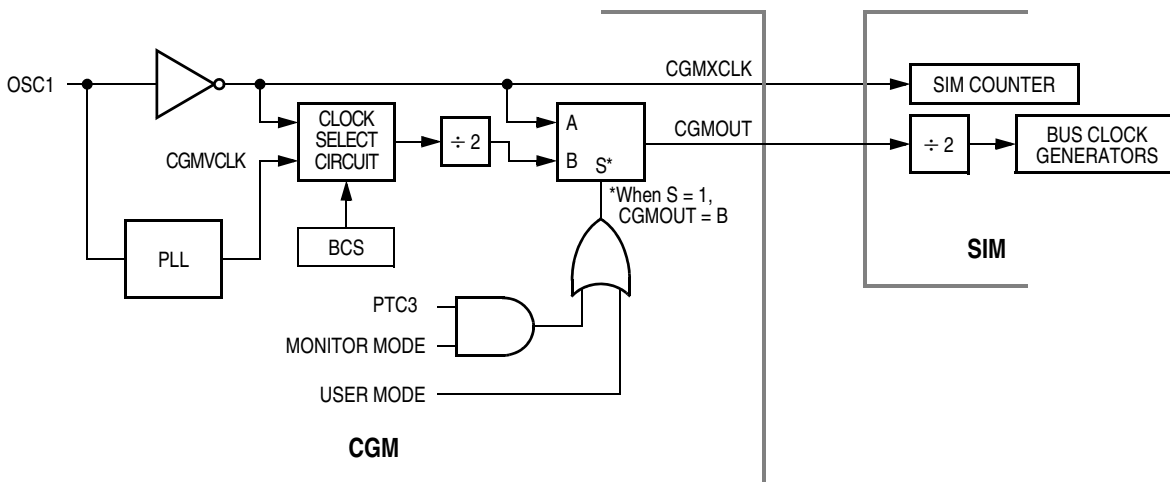 OSC1
CGMXCLK
SIM COUNTER
CLOCK
SELECT
CIRCUIT
÷ 2
A
B
S*
CGMOUT
÷ 2
BUS CLOCK
GENERATORS
CGMVCLK
*When S = 1,
CGMOUT = B
BCS
PLL
SIM
PTC3
MONITOR MODE
USER MODE
CGM